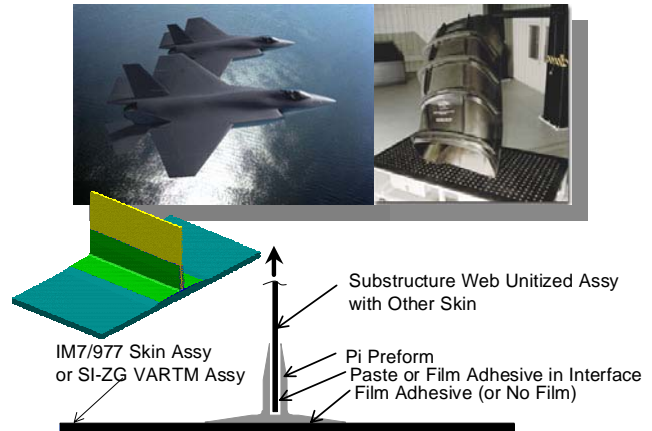 Substructure Web Unitized Assy
with Other Skin
IM7/977 Skin Assy
or SI-ZG VARTM Assy
Pi Preform
Paste or Film Adhesive in Interface
Film Adhesive (or No Film)